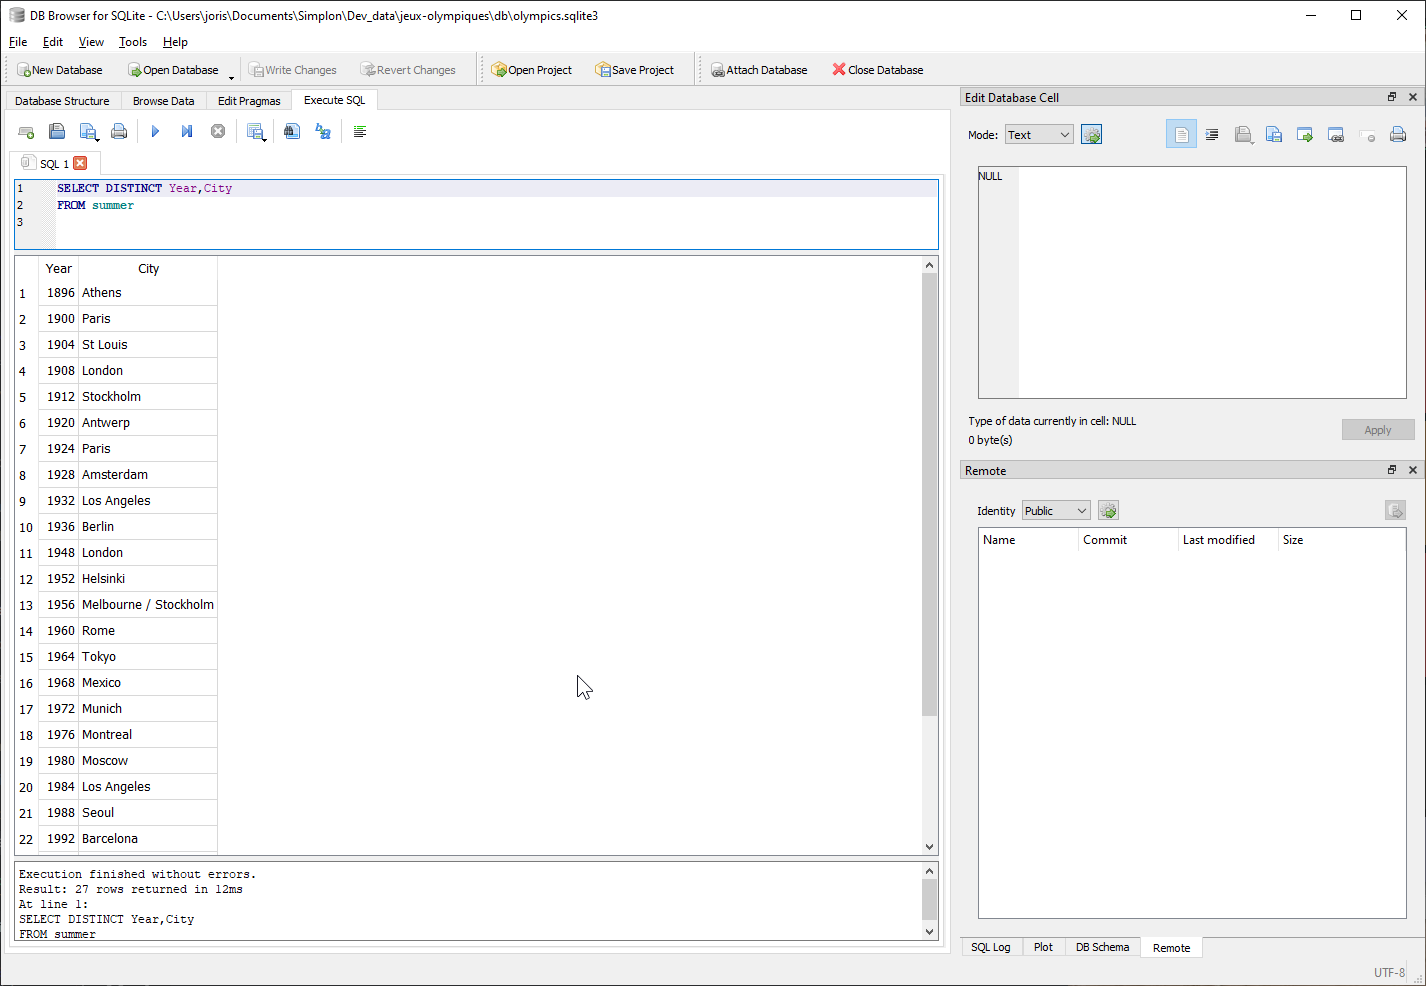 DB Browser for SQLite - C:\Users\joris\Documents\Simplon\Dev_data\jeux-olympiques\db\olympics.sqlite3
File Edit View Tools Help
New Database Open Database Write Changes Revert Changes Open Project Save Project Attach Database Close Database
Database Structure Browse Data Edit Pragmas Execute SQL
SQL 1
1 SELECT DISTINCT Year,City
2 FROM summer
3
Year City
1 1896 Athens
2 1900 Paris
3 1904 St Louis
4 1908 London
5 1912 Stockholm
6 1920 Antwerp
7 1924 Paris
8 1928 Amsterdam
9 1932 Los Angeles
10 1936 Berlin
11 1948 London
12 1952 Helsinki
13 1956 Melbourne / Stockholm
14 1960 Rome
15 1964 Tokyo
16 1968 Mexico
17 1972 Munich
18 1976 Montreal
19 1980 Moscow
20 1984 Los Angeles
21 1988 Seoul
22 1992 Barcelona
Execution finished without errors.
Result: 27 rows returned in 12ms
At line 1:
SELECT DISTINCT Year,City
FROM summer
Edit Database Cell
Mode: Text
NULL
Type of data currently in cell: NULL
0 byte(s)
Apply
Remote
Identity Public
Name Commit Last modified Size
SQL Log Plot DB Schema Remote
UTF-8